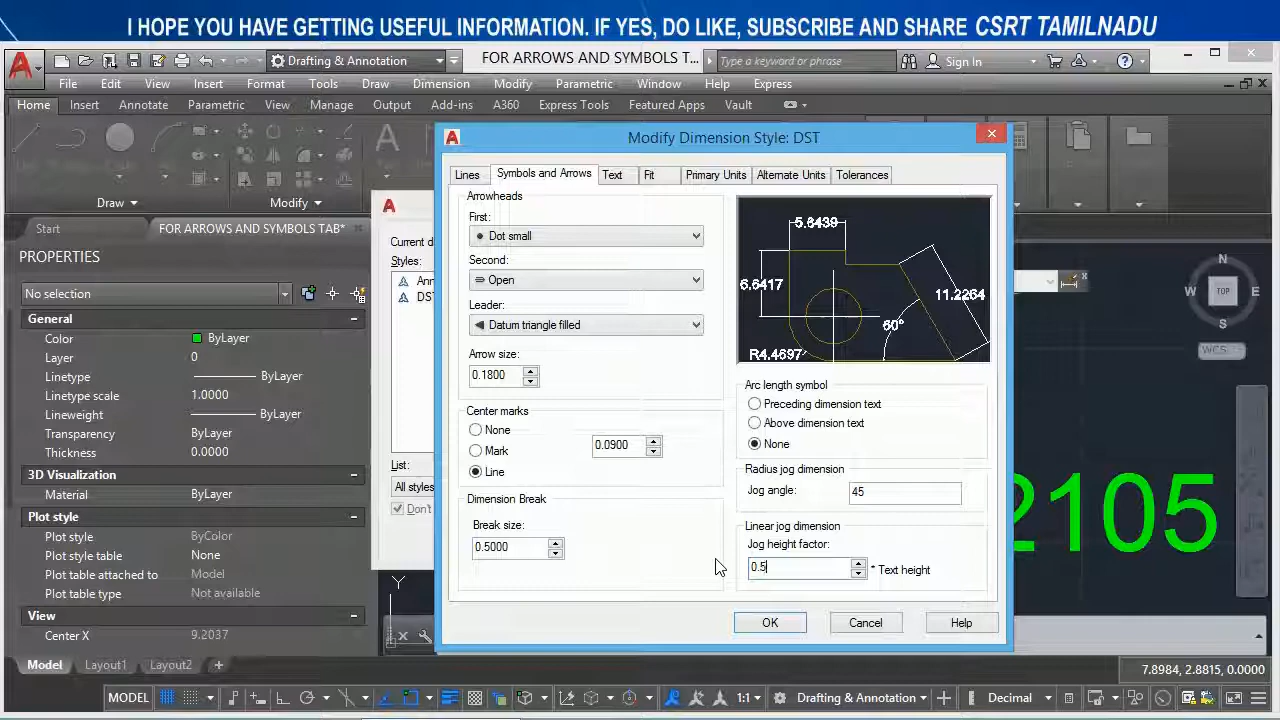 I HOPE YOU HAVE GETTING USEFUL INFORMATION. IF YES, DO LIKE, SUBSCRIBE AND SHARE CSRT TAMILNADU
Drafting & Annotation
FOR ARROWS AND SYMBOLS T...
Type a keyword or phrase
Sign In
File Edit View Insert Format Tools Draw Dimension Modify Parametric Window Help Express
Home Insert Annotate Parametric View Manage Output Add-ins A360 Express Tools Featured Apps Vault
Draw
Modify
Start
FOR ARROWS AND SYMBOLS TAB*
PROPERTIES
No selection
General
Color ByLayer
Layer 0
Linetype ByLayer
Linetype scale 1.0000
Lineweight ByLayer
Transparency ByLayer
Thickness 0.0000
3D Visualization
Material ByLayer
Plot style
Plot style ByColor
Plot style table None
Plot table attached to Model
Plot table type Not available
View
Center X 9.2037
Current d
Styles:
Ann
DST
List:
All styles
Don't
Modify Dimension Style: DST
Lines Symbols and Arrows Text Fit Primary Units Alternate Units Tolerances
Arrowheads
First:
Dot small
Second:
Open
Leader:
Datum triangle filled
Arrow size:
0.1800
Center marks
None
Mark
Line
0.0900
Dimension Break
Break size:
0.5000
5.6439
6.6417
11.2264
60°
R4.4697
Arc length symbol
Preceding dimension text
Above dimension text
None
Radius jog dimension
Jog angle: 45
Linear jog dimension
Jog height factor:
0.5 * Text height
OK Cancel Help
N
W TOP E
S
WCS
2105
Y
Model Layout1 Layout2 +
7.8984, 2.8815, 0.0000
MODEL
1:1
Drafting & Annotation
Decimal